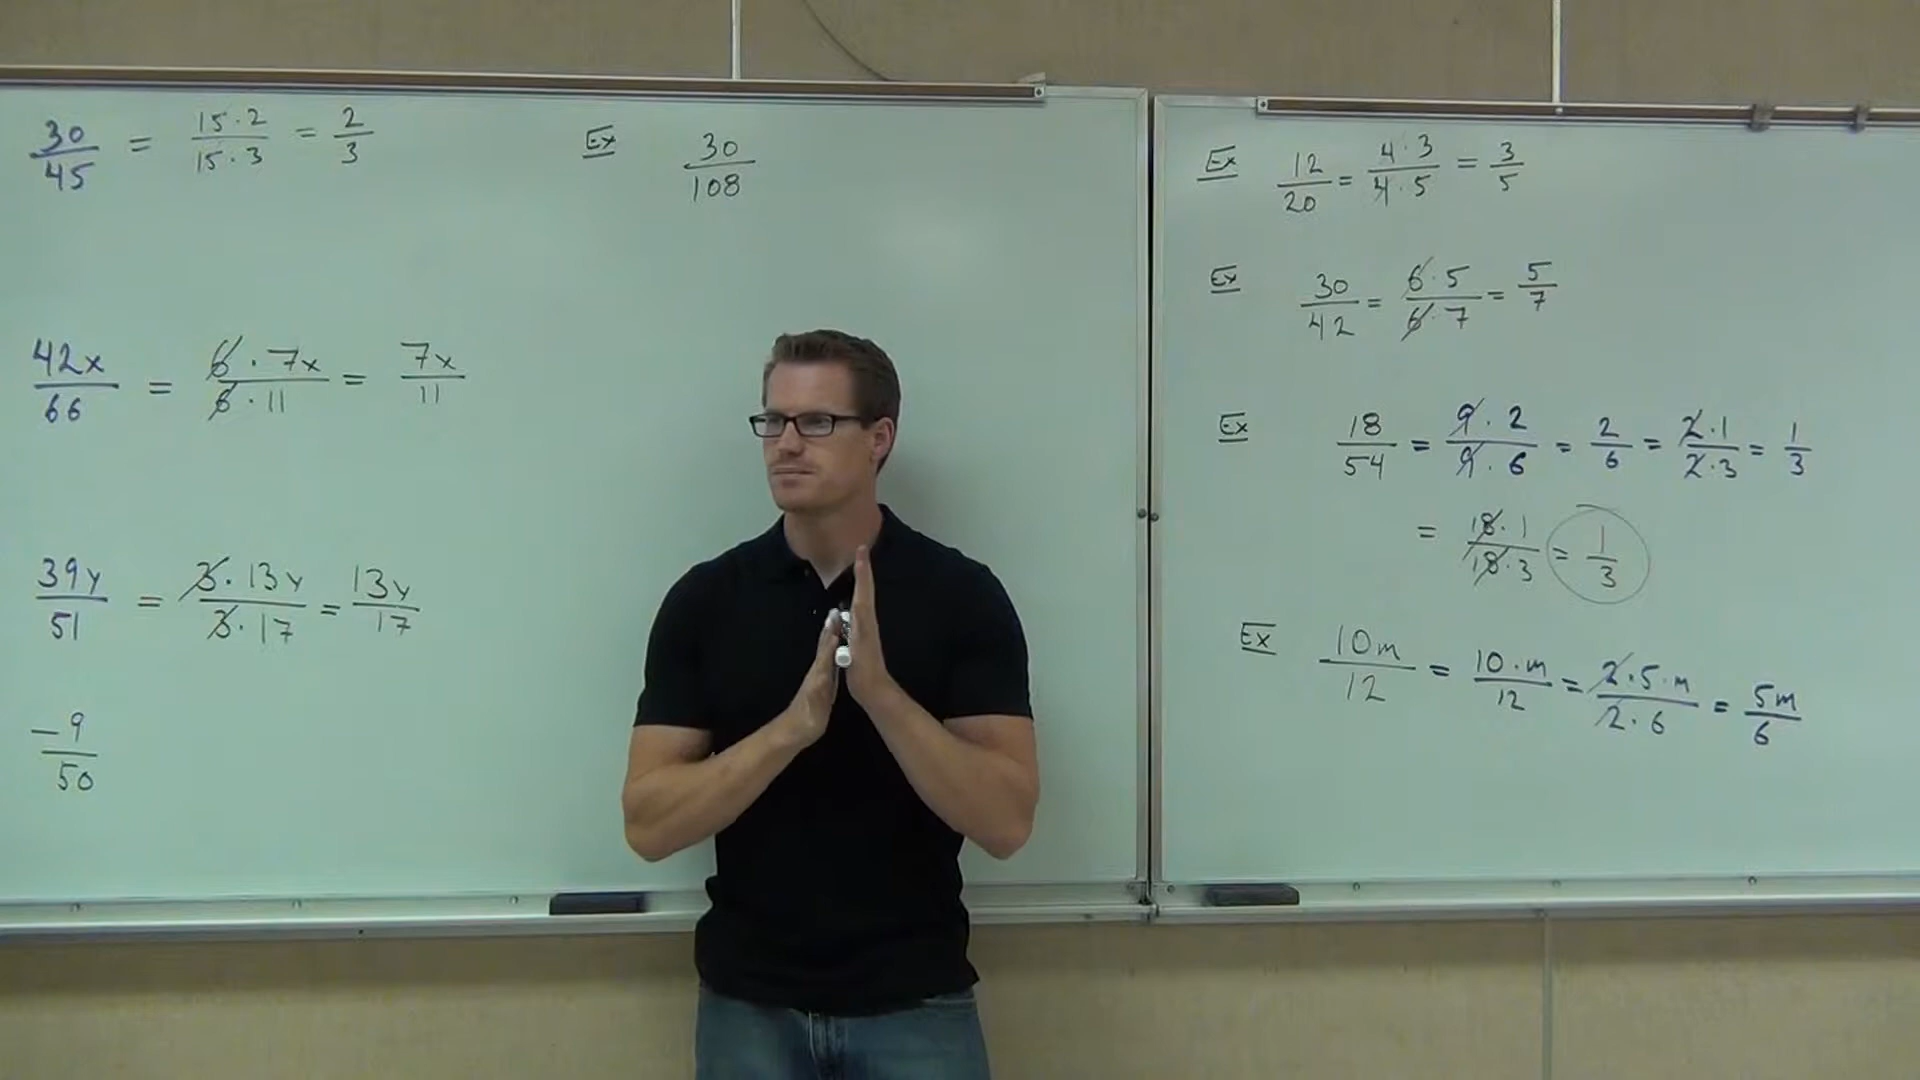 30/45 = 15·2/15·3 = 2/3
42x/66 = 6·7x/6·11 = 7x/11
39y/51 = 3·13y/3·17 = 13y/17
-9/50
Ex 30/108
Ex 12/20 = 4·3/4·5 = 3/5
Ex 30/42 = 6·5/6·7 = 5/7
Ex 18/54 = 9·2/9·6 = 2/6 = 2·1/2·3 = 1/3
= 18·1/18·3 = 1/3
Ex 10m/12 = 10·m/12 = 2·5·m/2·6 = 5m/6